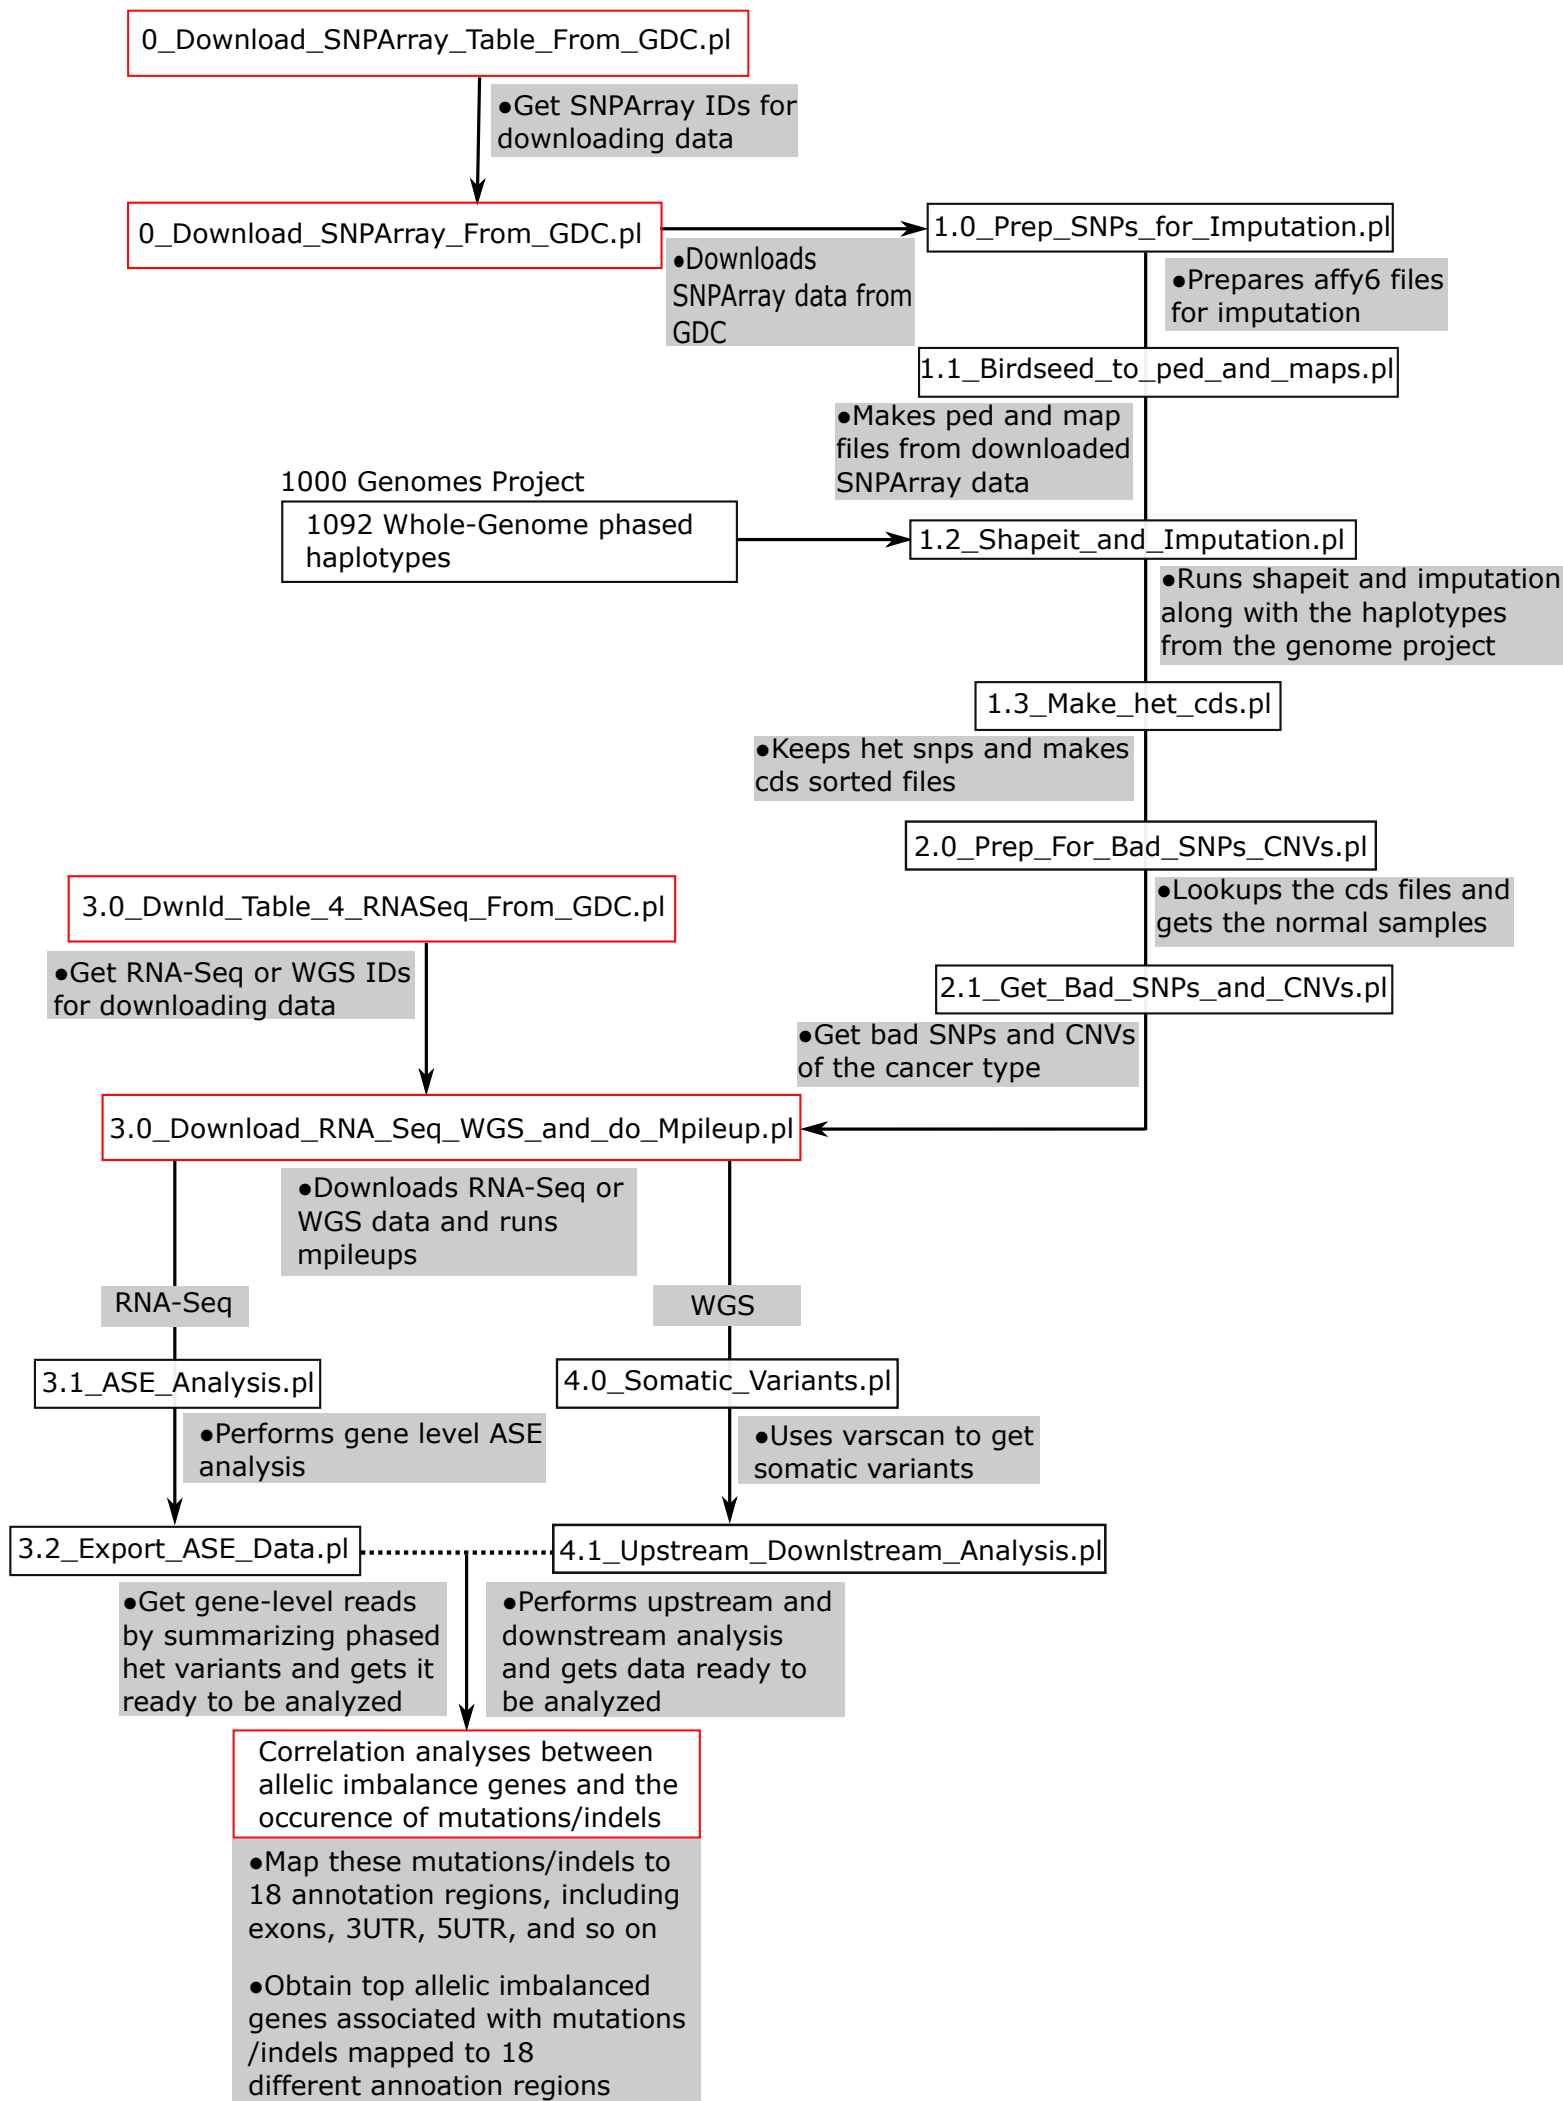 0_Download_SNPArray_Table_From_GDC.pl
●Get SNPArray IDs for
downloading data
0_Download_SNPArray_From_GDC.pl
●Downloads
SNPArray data from
GDC
1.0_Prep_SNPs_for_Imputation.pl
●Prepares affy6 files
for imputation
1.1_Birdseed_to_ped_and_maps.pl
●Makes ped and map
files from downloaded
SNPArray data
1000 Genomes Project
1092 Whole-Genome phased
haplotypes
1.2_Shapeit_and_Imputation.pl
●Runs shapeit and imputation
along with the haplotypes
from the genome project
1.3_Make_het_cds.pl
●Keeps het snps and makes
cds sorted files
2.0_Prep_For_Bad_SNPs_CNVs.pl
●Lookups the cds files and
gets the normal samples
2.1_Get_Bad_SNPs_and_CNVs.pl
●Get bad SNPs and CNVs
of the cancer type
3.0_Dwnld_Table_4_RNASeq_From_GDC.pl
●Get RNA-Seq or WGS IDs
for downloading data
3.0_Download_RNA_Seq_WGS_and_do_Mpileup.pl
●Downloads RNA-Seq or
WGS data and runs
mpileups
RNA-Seq
WGS
3.1_ASE_Analysis.pl
●Performs gene level ASE
analysis
4.0_Somatic_Variants.pl
●Uses varscan to get
somatic variants
3.2_Export_ASE_Data.pl
4.1_Upstream_Downlstream_Analysis.pl
●Get gene-level reads
by summarizing phased
het variants and gets it
ready to be analyzed
●Performs upstream and
downstream analysis
and gets data ready to
be analyzed
Correlation analyses between
allelic imbalance genes and the
occurence of mutations/indels
●Map these mutations/indels to
18 annotation regions, including
exons, 3UTR, 5UTR, and so on
●Obtain top allelic imbalanced
genes associated with mutations
/indels mapped to 18
different annoation regions